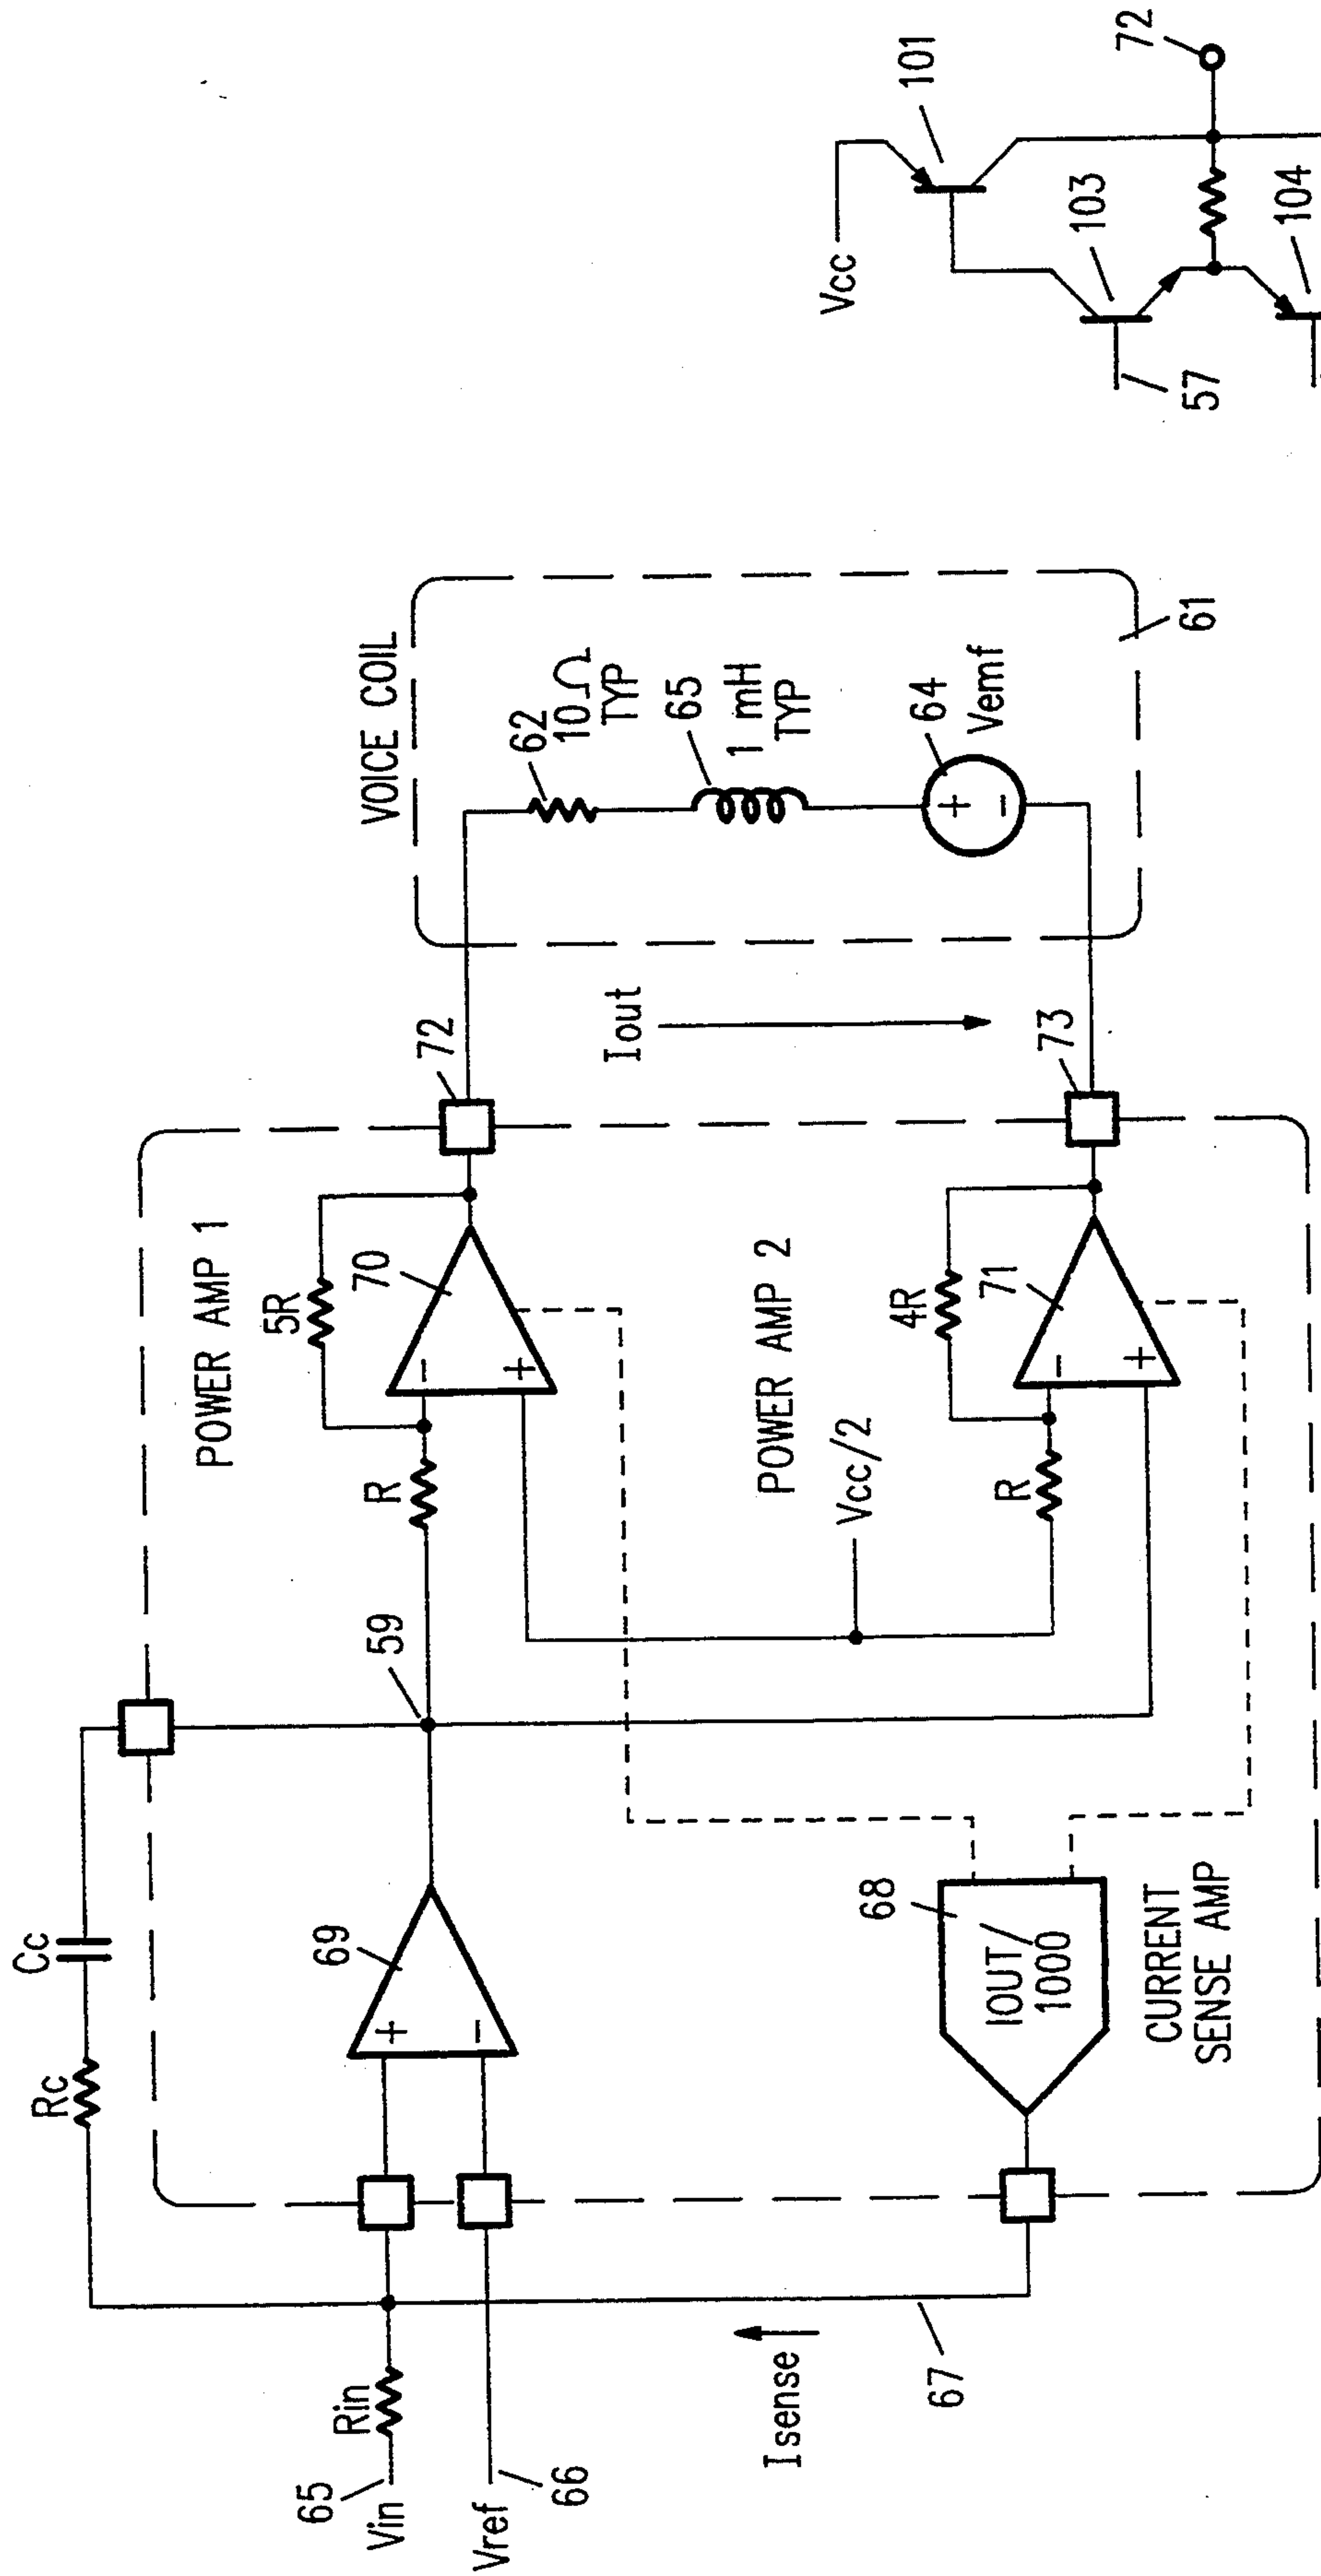 Rc
Cc
65
Vin
Rin
Vref
66
Isense
67
69
+
-
59
68
IOUT/
1000
CURRENT
SENSE AMP
POWER AMP 1
R
5R
70
-
+
Vcc/2
POWER AMP 2
R
4R
71
-
+
72
73
Iout
VOICE COIL
62
10Ω
TYP
65
1 mH
TYP
64
Vemf
+
-
61
Vcc
101
103
57
72
104